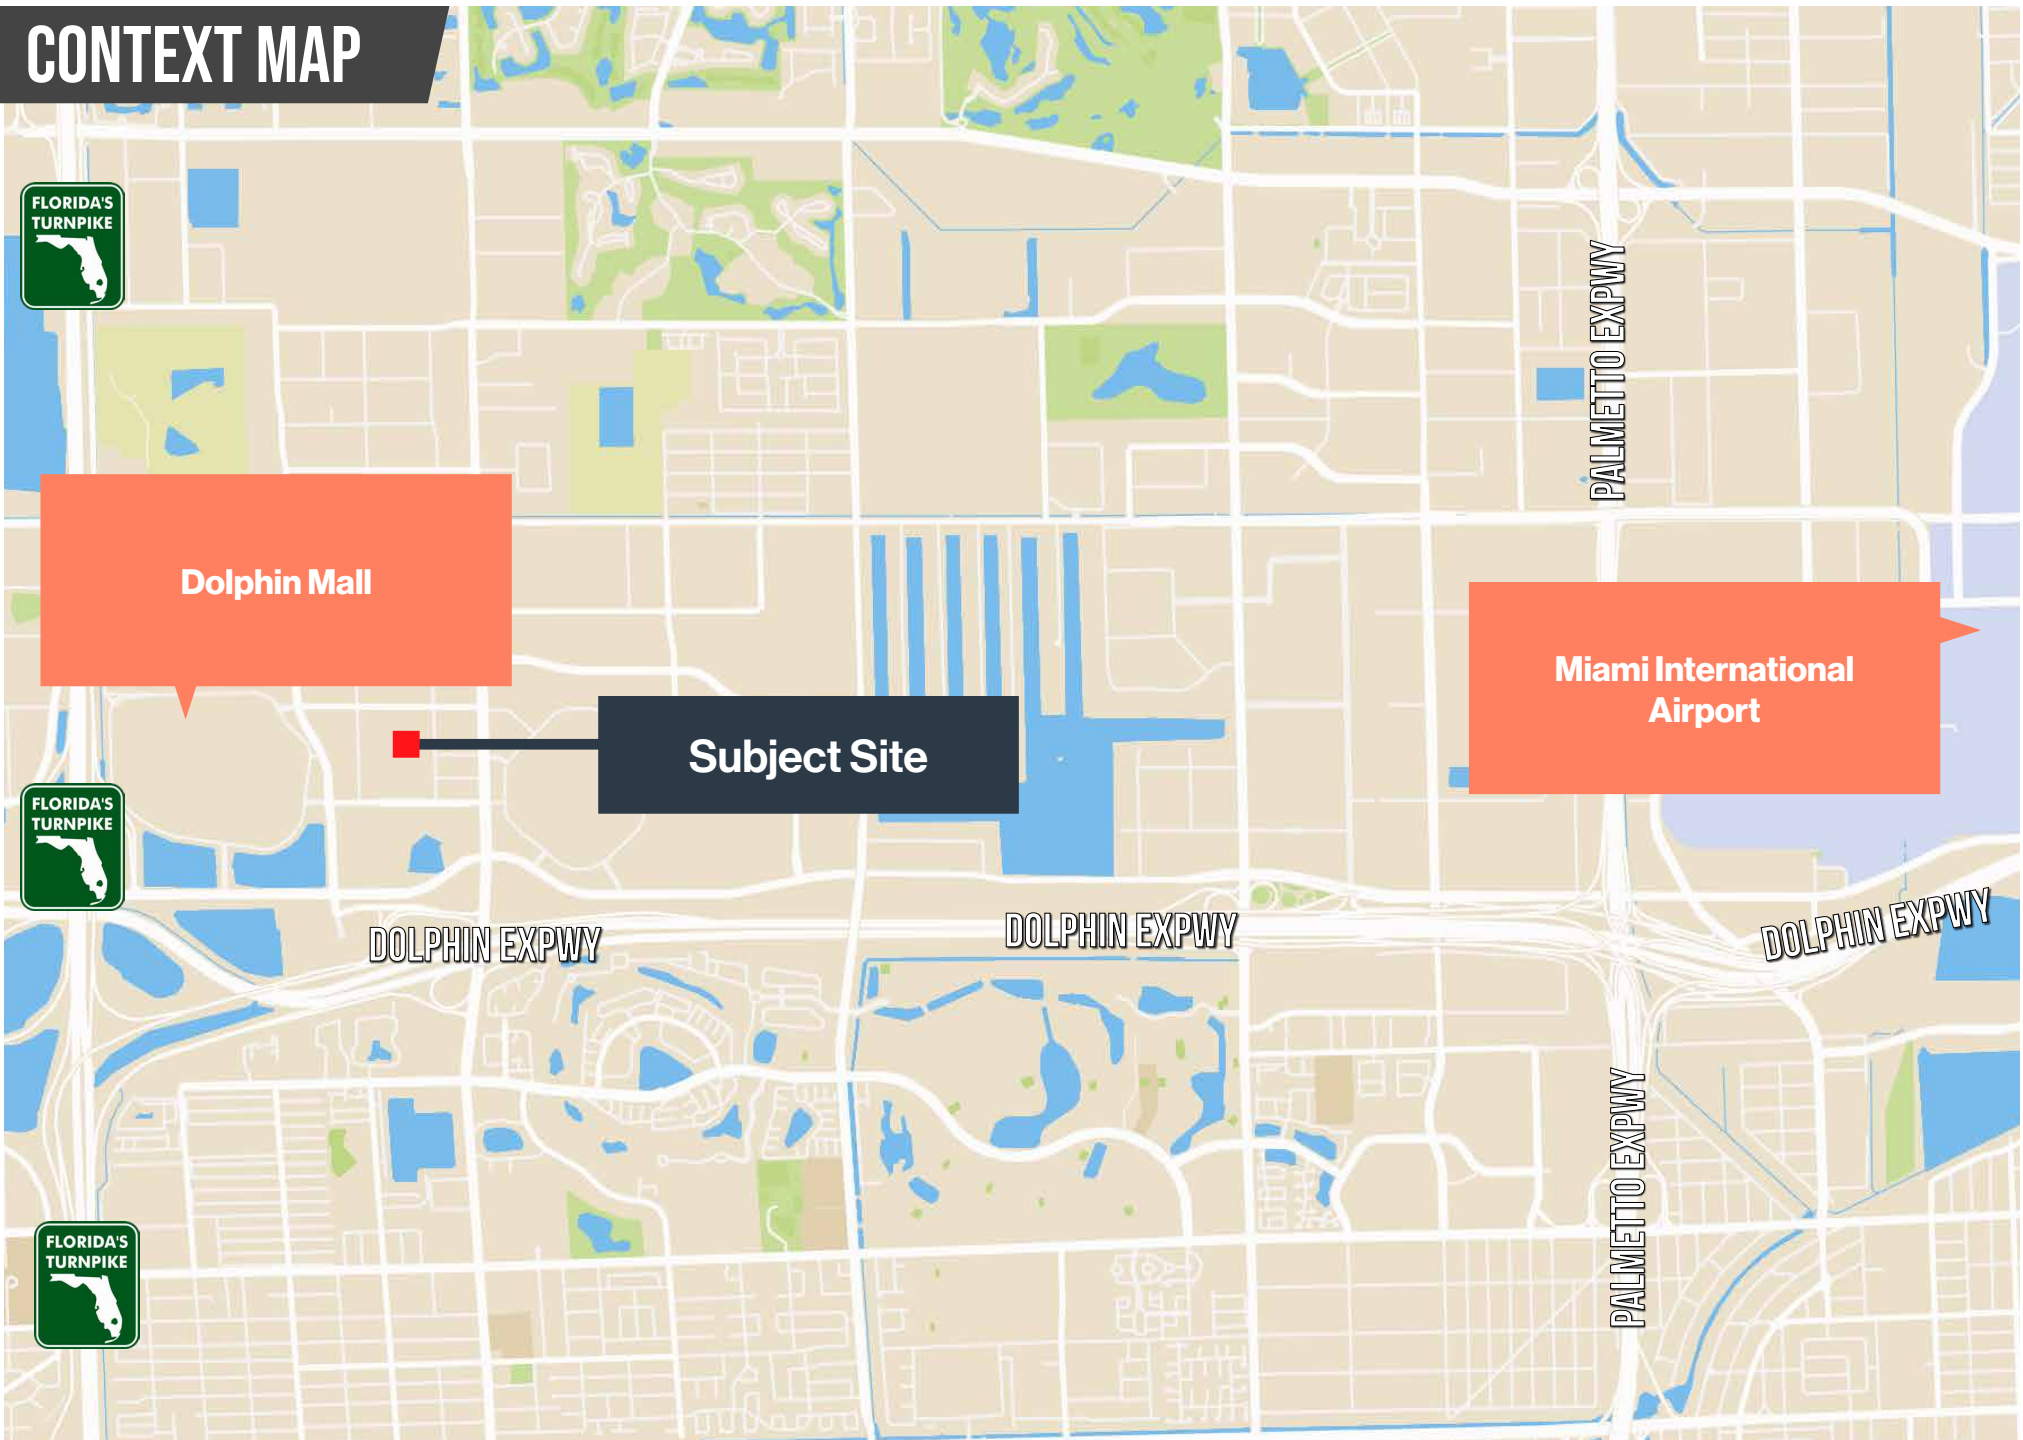 CONTEXT MAP
FLORIDA'S
TURNPIKE
PALMETTO EXPWY
Dolphin Mall
Miami International
Airport
Subject Site
FLORIDA'S
TURNPIKE
DOLPHIN EXPWY
DOLPHIN EXPWY
DOLPHIN EXPWY
PALMETTO EXPWY
FLORIDA'S
TURNPIKE